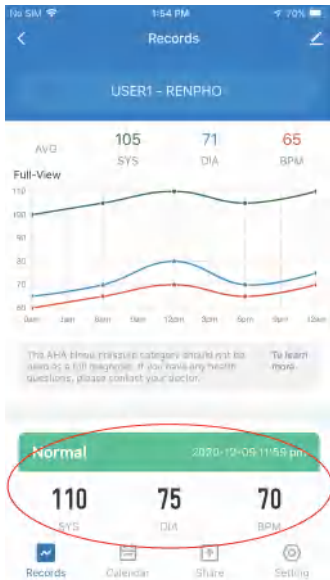 No SIM 1:54 PM 70%
Records
USER1 - RENPHO
AVG 105 71 65
SYS DIA BPM
Full-View
110
100
90
80
70
60
3am 6am 9am 12pm 3pm 6pm 9pm 12am
The AHA blood pressure category should not be To learn
used as a full diagnosis. If you have any health more.
questions, please contact your doctor.
Normal 2020-12-09 11:59 pm
110 75 70
SYS DIA BPM
Records Calendar Share Setting